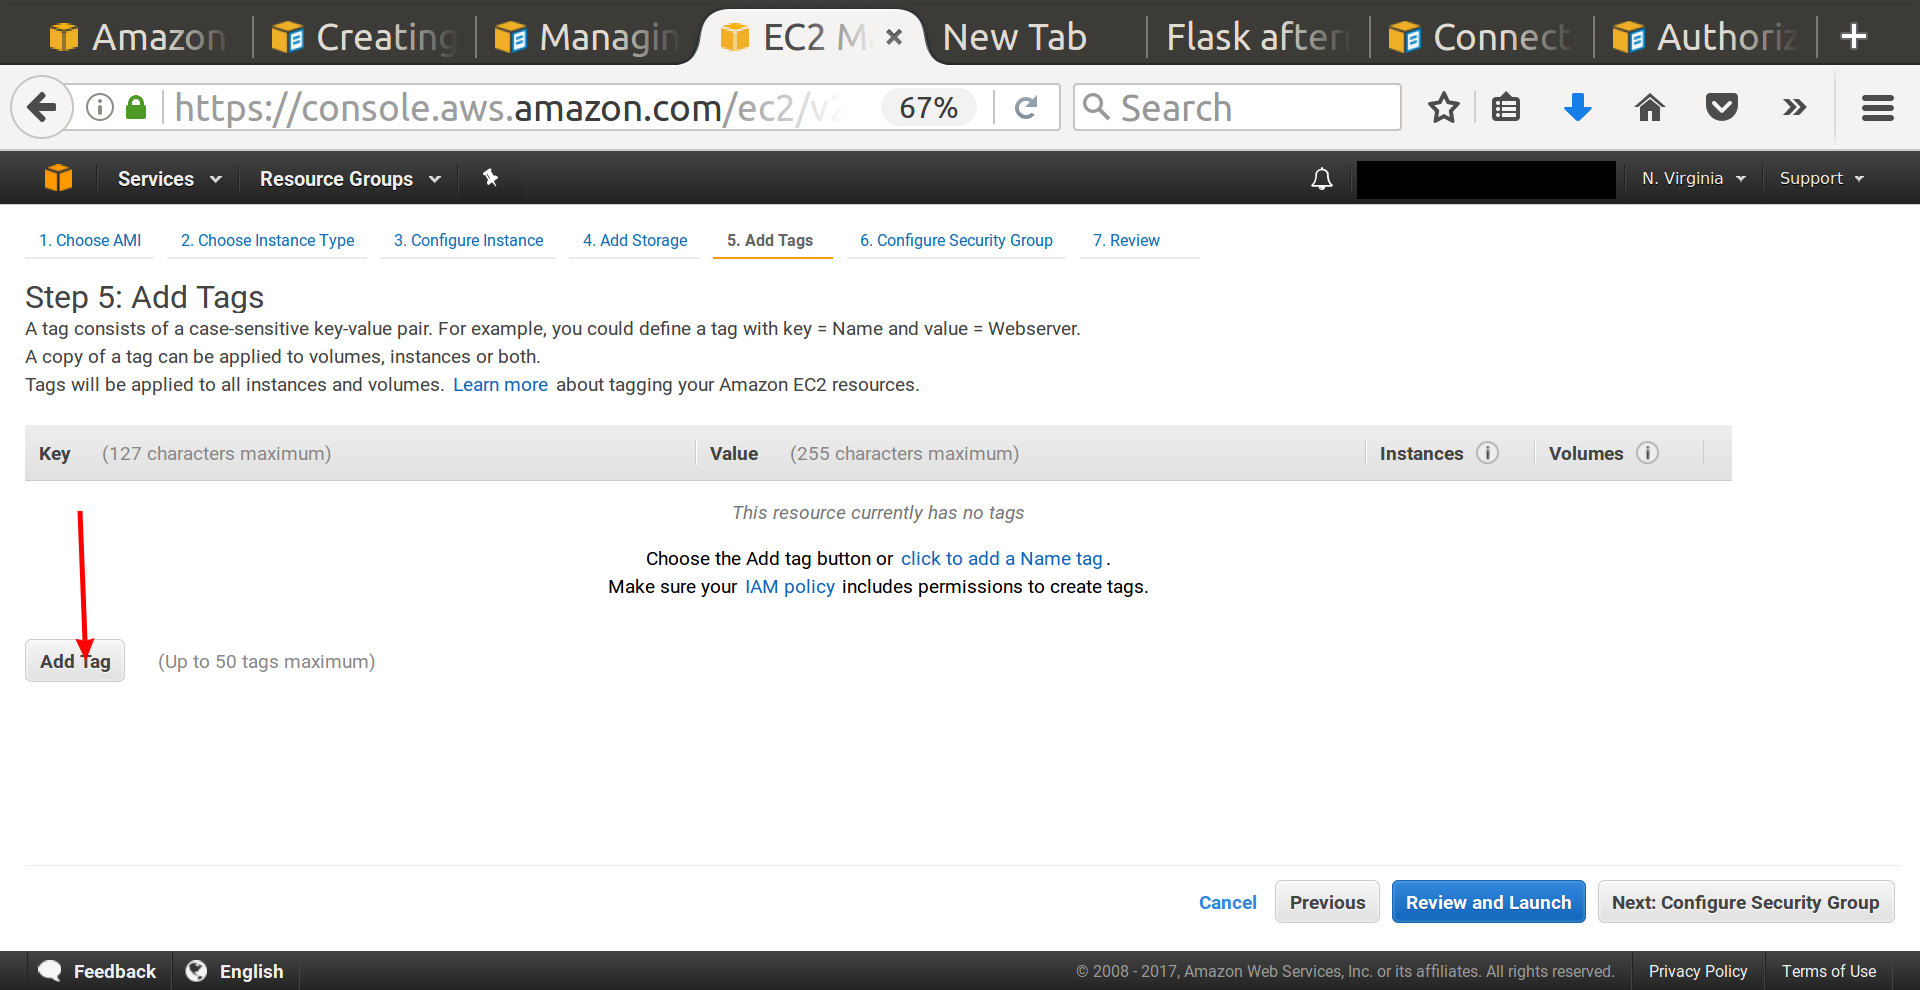 Amazon
Creating
Managin
EC2 Ma
New Tab
Flask aftern
Connect
Authoriz
https://console.aws.amazon.com/ec2/v2
67%
Search
Services
Resource Groups
N. Virginia
Support
1. Choose AMI
2. Choose Instance Type
3. Configure Instance
4. Add Storage
5. Add Tags
6. Configure Security Group
7. Review
Step 5: Add Tags
A tag consists of a case-sensitive key-value pair. For example, you could define a tag with key = Name and value = Webserver.
A copy of a tag can be applied to volumes, instances or both.
Tags will be applied to all instances and volumes. Learn more about tagging your Amazon EC2 resources.
Key (127 characters maximum)
Value (255 characters maximum)
Instances
Volumes
This resource currently has no tags
Choose the Add tag button or click to add a Name tag.
Make sure your IAM policy includes permissions to create tags.
Add Tag
(Up to 50 tags maximum)
Cancel
Previous
Review and Launch
Next: Configure Security Group
Feedback
English
© 2008 - 2017, Amazon Web Services, Inc. or its affiliates. All rights reserved.
Privacy Policy
Terms of Use